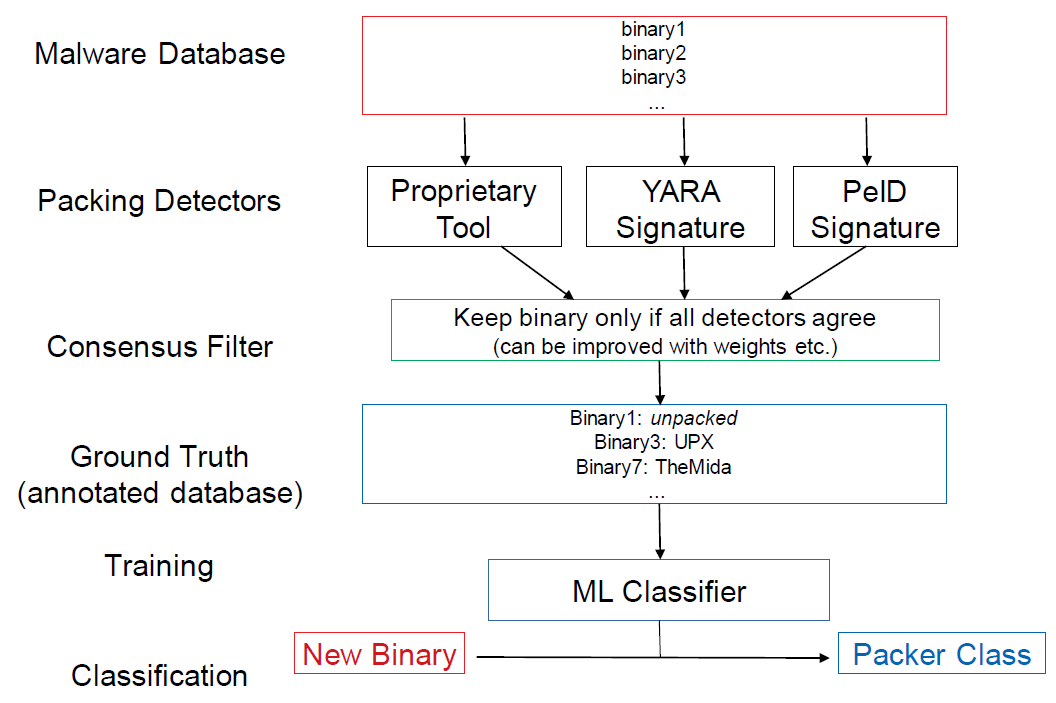 Malware Database
binary1
binary2
binary3
...
Packing Detectors
Proprietary
Tool
YARA
Signature
PeID
Signature
Consensus Filter
Keep binary only if all detectors agree
(can be improved with weights etc.)
Ground Truth
(annotated database)
Binary1: unpacked
Binary3: UPX
Binary7: TheMida
...
Training
ML Classifier
Classification
New Binary
Packer Class